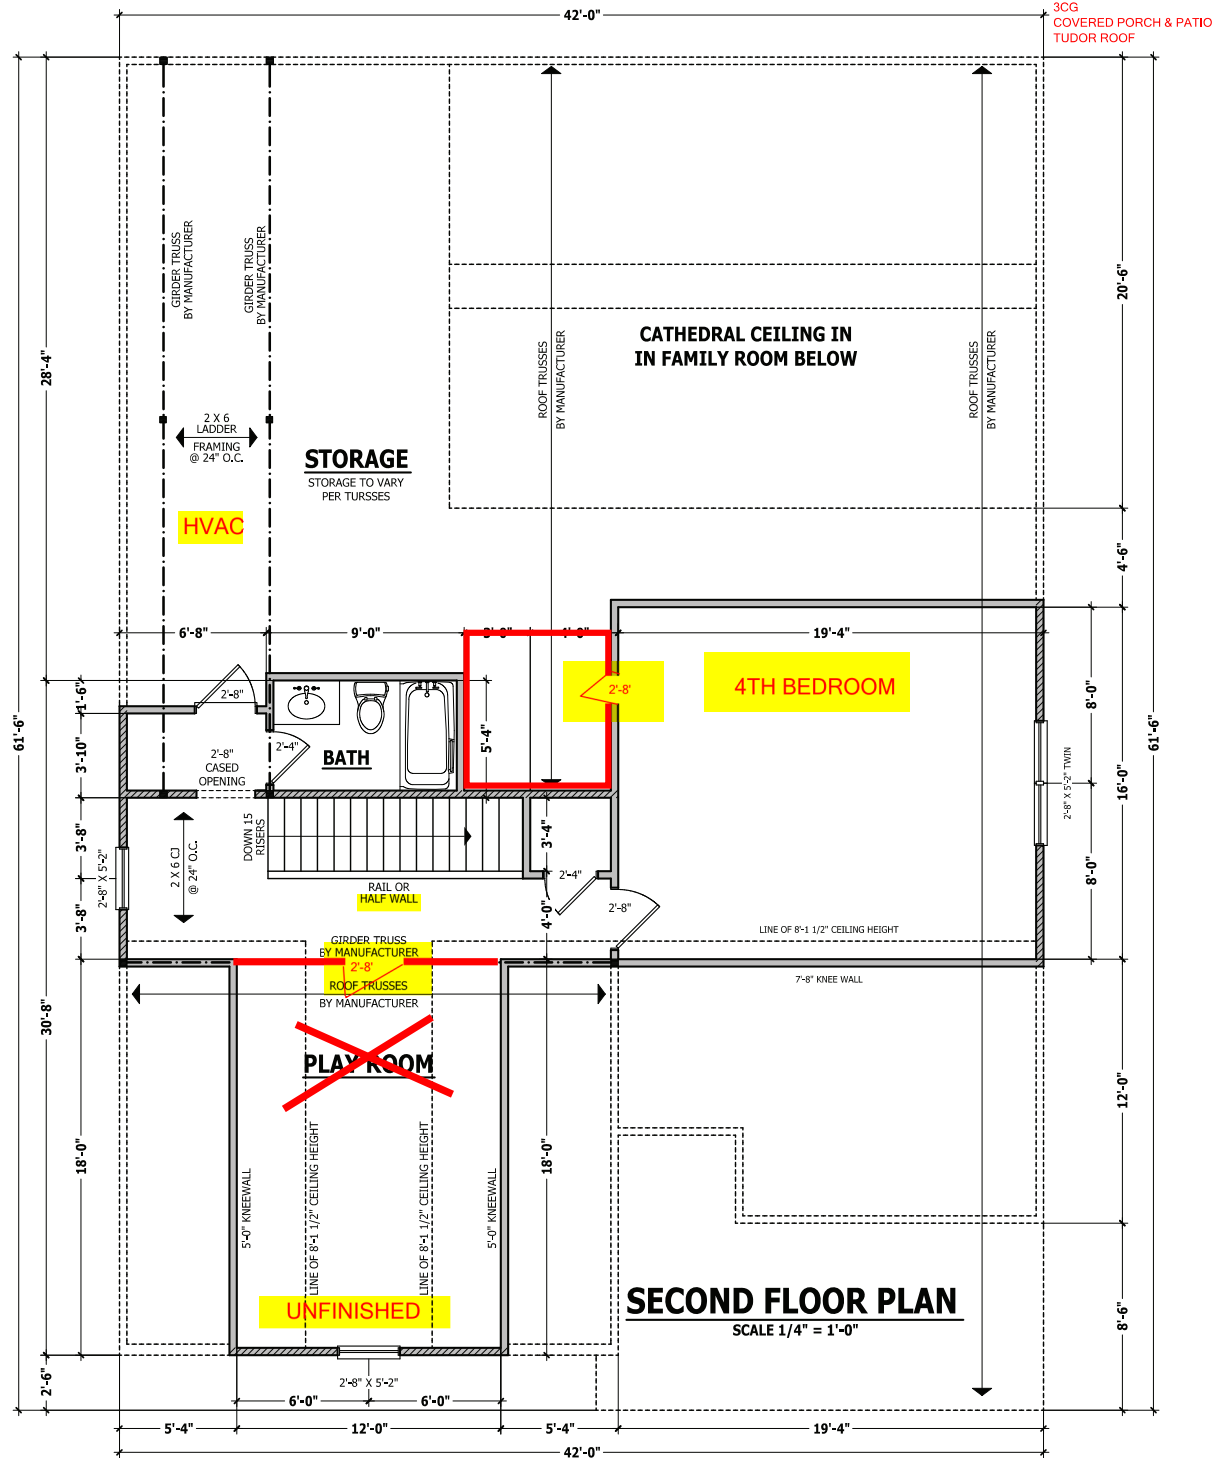 3CG
COVERED PORCH & PATIO
TUDOR ROOF
42'-0"
GIRDER TRUSS
BY MANUFACTURER
GIRDER TRUSS
BY MANUFACTURER
20'-6"
28'-4"
CATHEDRAL CEILING IN
IN FAMILY ROOM BELOW
ROOF TRUSSES
BY MANUFACTURER
ROOF TRUSSES
BY MANUFACTURER
2 X 6
LADDER
FRAMING
@ 24" O.C.
STORAGE
STORAGE TO VARY
PER TURSSES
HVAC
4'-6"
6'-8"
9'-0"
4'-0"
19'-4"
4TH BEDROOM
2'-8'
2'-8"
1'-6"
8'-0"
61'-6"
61'-6"
5'-4"
2'-4"
BATH
2'-8"
CASED
OPENING
3'-10"
2'-8" X 5'-2" TWIN
16'-0"
DOWN 15
RISERS
3'-8"
3'-4"
2 X 6 CJ
@ 24" O.C.
2'-8" X 5'-2"
2'-4"
8'-0"
RAIL OR
HALF WALL
2'-8"
4'-0"
3'-8"
LINE OF 8'-1 1/2" CEILING HEIGHT
GIRDER TRUSS
BY MANUFACTURER
2'-8'
ROOF TRUSSES
BY MANUFACTURER
7'-8" KNEE WALL
30'-8"
PLAY ROOM
12'-0"
18'-0"
18'-0"
5'-0" KNEEWALL
LINE OF 8'-1 1/2" CEILING HEIGHT
LINE OF 8'-1 1/2" CEILING HEIGHT
5'-0" KNEEWALL
UNFINISHED
SECOND FLOOR PLAN
SCALE 1/4" = 1'-0"
8'-6"
2'-6"
2'-8" X 5'-2"
6'-0"
6'-0"
5'-4"
12'-0"
5'-4"
19'-4"
42'-0"